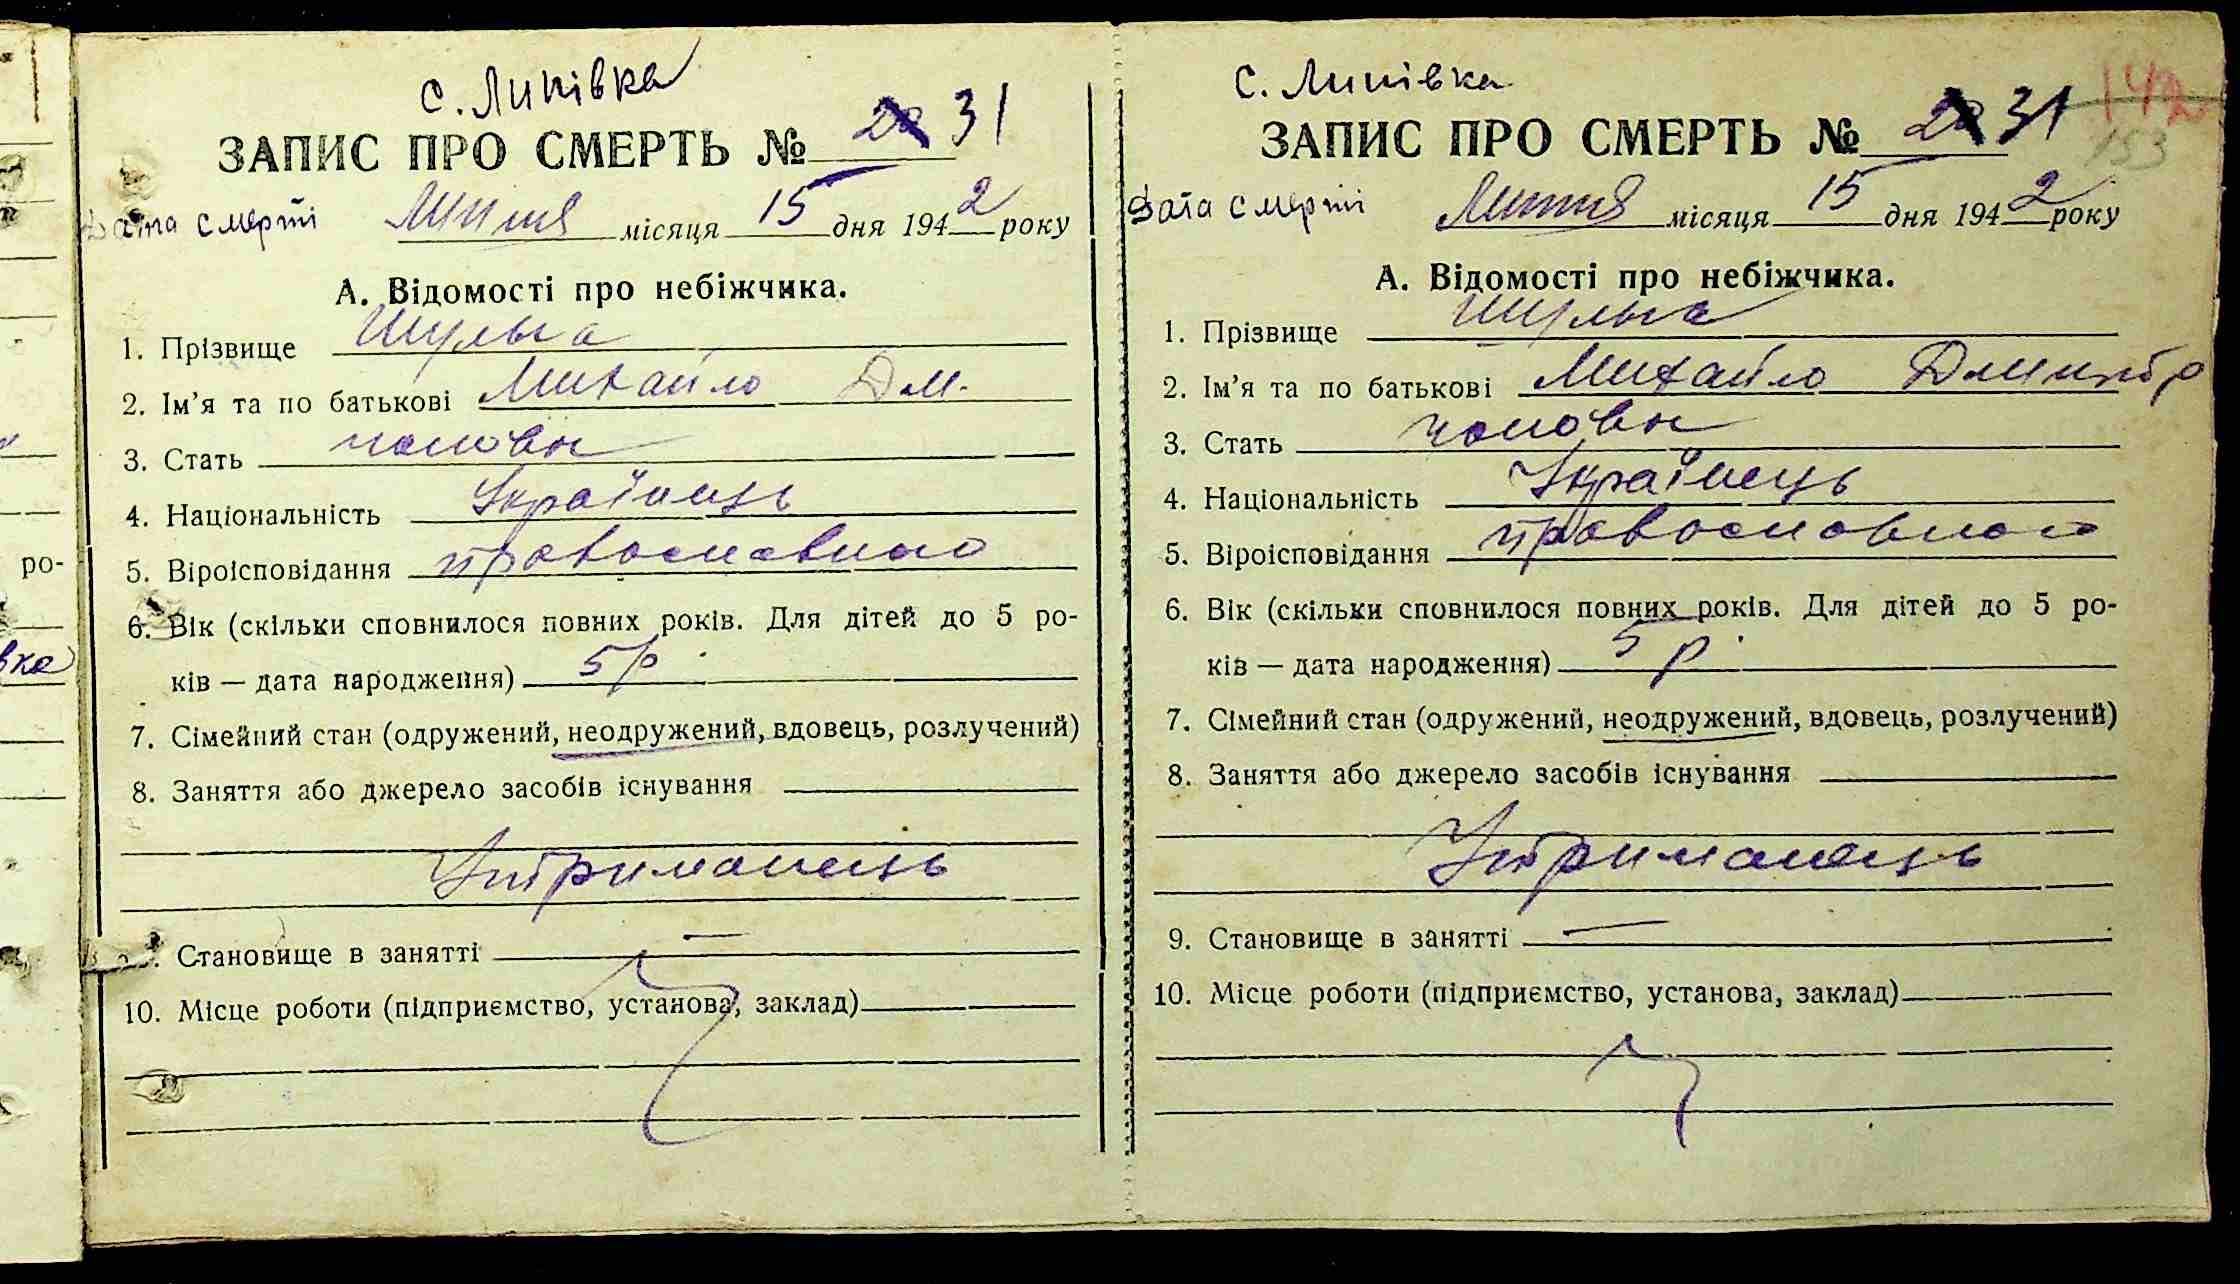 с. Липівка
ЗАПИС ПРО СМЕРТЬ № 31
Дата смерті Липня місяця 15 дня 1942 року
А. Відомості про небіжчика.
1. Прізвище Шульга
2. Ім’я та по батькові Михайло Дм.
3. Стать чоловіч
4. Національність Українець
5. Віроісповідання православного
6. Вік (скільки сповнилося повних років. Для дітей до 5 ро-
ків — дата народження) 5 р.
7. Сімейний стан (одружений, неодружений, вдовець, розлучений)
8. Заняття або джерело засобів існування
Утриманець
9. Становище в занятті —
10. Місце роботи (підприємство, установа, заклад)
с. Липівка
ЗАПИС ПРО СМЕРТЬ № 31
142
153
Дата смерті Липня місяця 15 дня 1942 року
А. Відомості про небіжчика.
1. Прізвище Шульга
2. Ім’я та по батькові Михайло Дмитр
3. Стать чоловіч
4. Національність Українець
5. Віроісповідання православного
6. Вік (скільки сповнилося повних років. Для дітей до 5 ро-
ків — дата народження) 5 р.
7. Сімейний стан (одружений, неодружений, вдовець, розлучений)
8. Заняття або джерело засобів існування
Утриманець
9. Становище в занятті —
10. Місце роботи (підприємство, установа, заклад)
ро-
вка